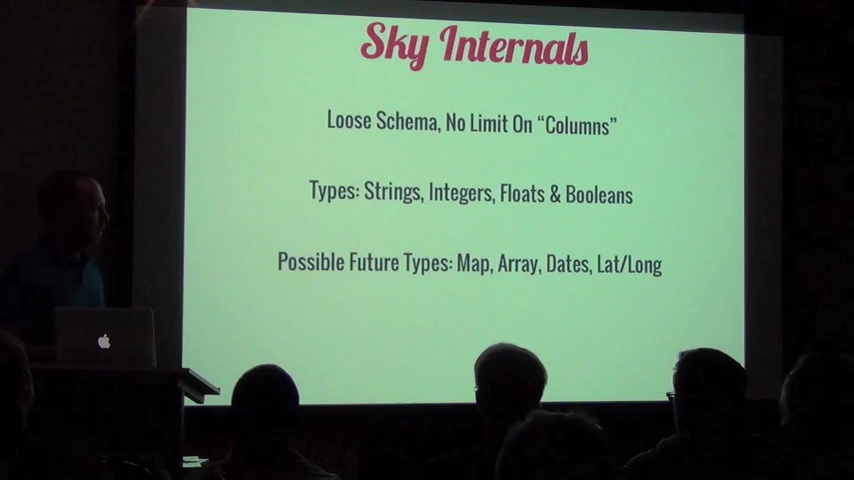 Sky Internals
Loose Schema, No Limit On “Columns”
Types: Strings, Integers, Floats & Booleans
Possible Future Types: Map, Array, Dates, Lat/Long